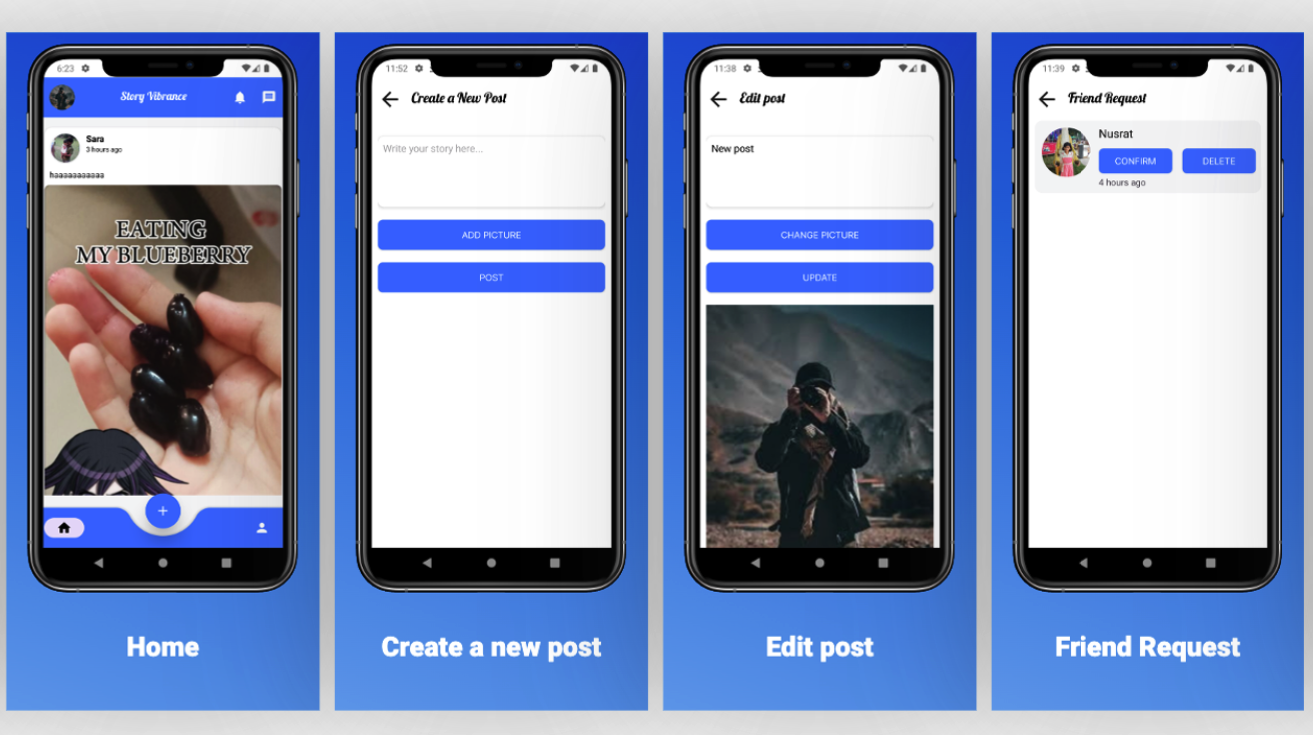 6:23
Story Vibrance
Sara
3 hours ago
haaaaaaaaaaa
EATING
MY BLUEBERRY
+
Home
11:52
Create a New Post
Write your story here...
ADD PICTURE
POST
Create a new post
11:38
Edit post
New post
CHANGE PICTURE
UPDATE
Edit post
11:39
Friend Request
Nusrat
CONFIRM DELETE
4 hours ago
Friend Request